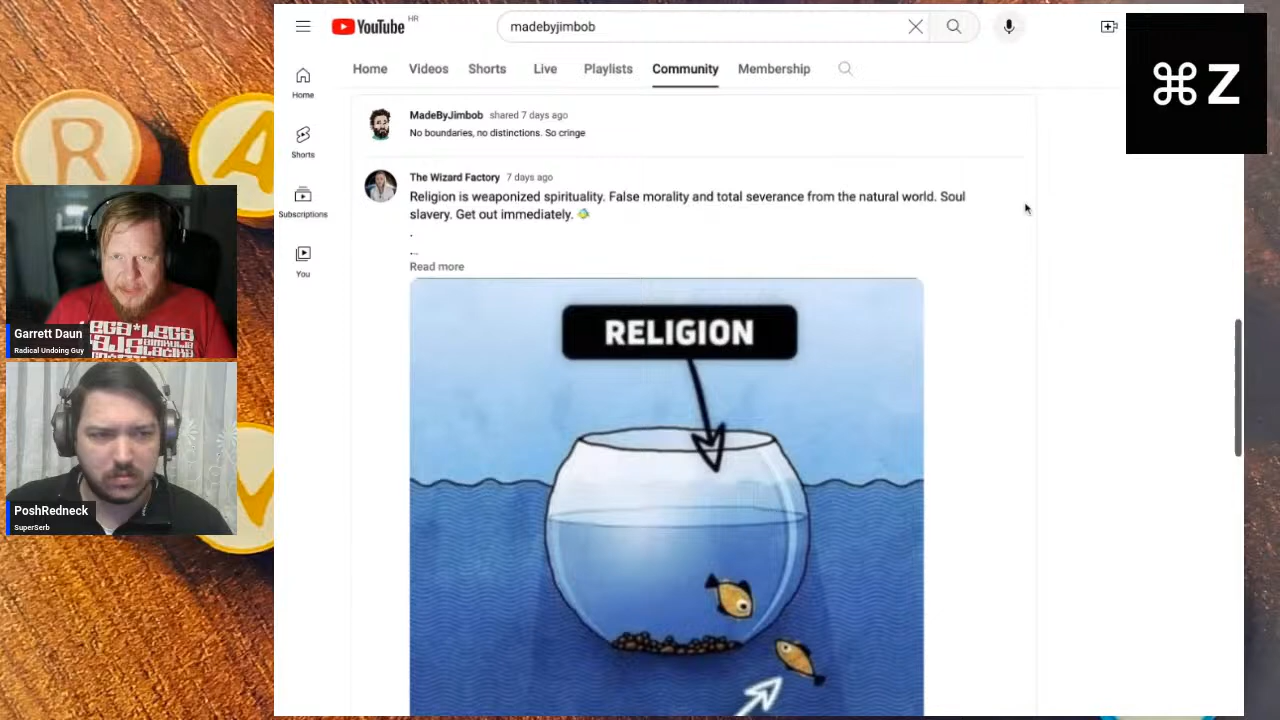 YouTube HR
madebyjimbob
Home Videos Shorts Live Playlists Community Membership
Home
Shorts
Subscriptions
You
MadeByJimbob shared 7 days ago
No boundaries, no distinctions. So cringe
The Wizard Factory 7 days ago
Religion is weaponized spirituality. False morality and total severance from the natural world. Soul
slavery. Get out immediately.
.
..
Read more
RELIGION
⌘ Z
R A
Garrett Daun
Radical Undoing Guy
PoshRedneck
SuperSerb